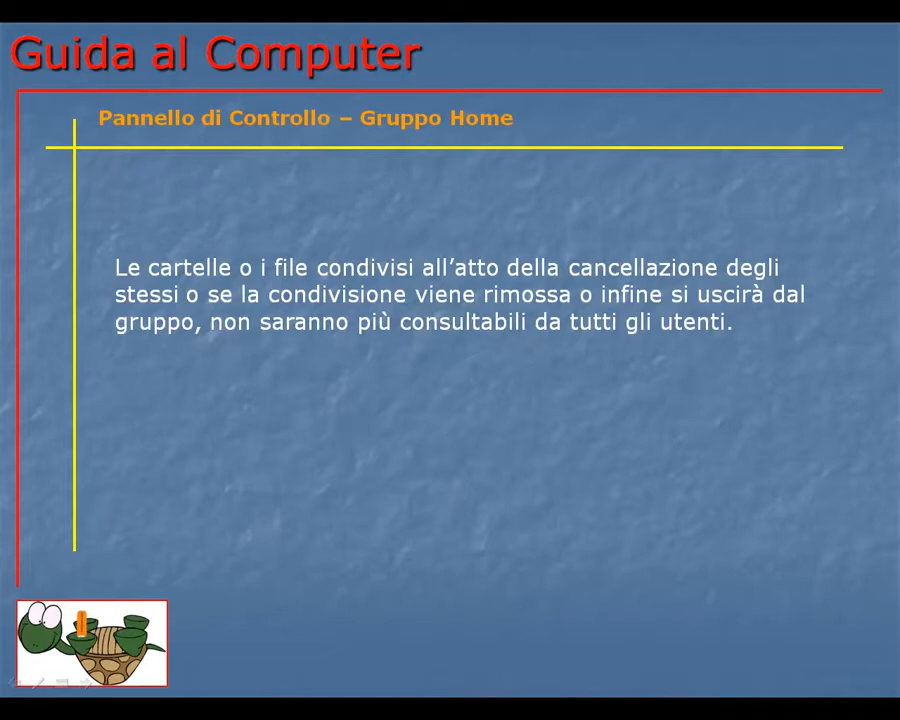 Guida al Computer
Pannello di Controllo – Gruppo Home
Le cartelle o i file condivisi all’atto della cancellazione degli
stessi o se la condivisione viene rimossa o infine si uscirà dal
gruppo, non saranno più consultabili da tutti gli utenti.